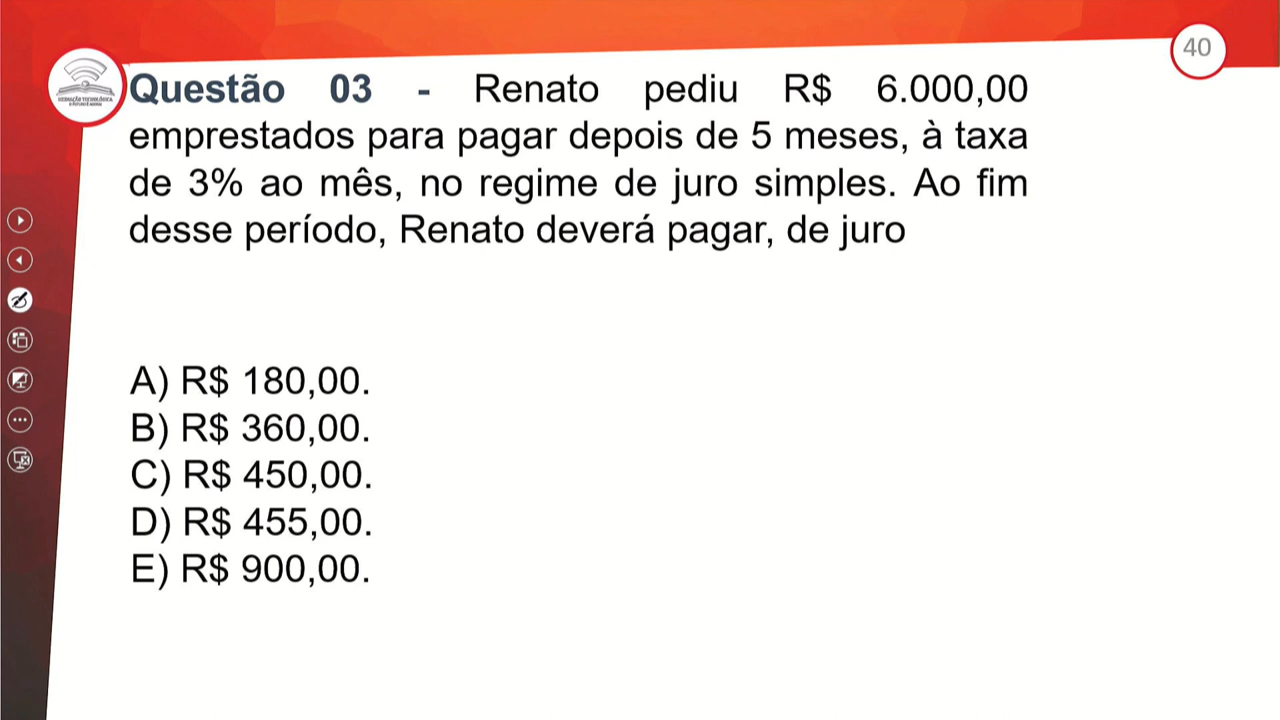 40
Questão 03 - Renato pediu R$ 6.000,00
emprestados para pagar depois de 5 meses, à taxa
de 3% ao mês, no regime de juro simples. Ao fim
desse período, Renato deverá pagar, de juro
A) R$ 180,00.
B) R$ 360,00.
C) R$ 450,00.
D) R$ 455,00.
E) R$ 900,00.
MEDIAÇÃO TECNOLÓGICA